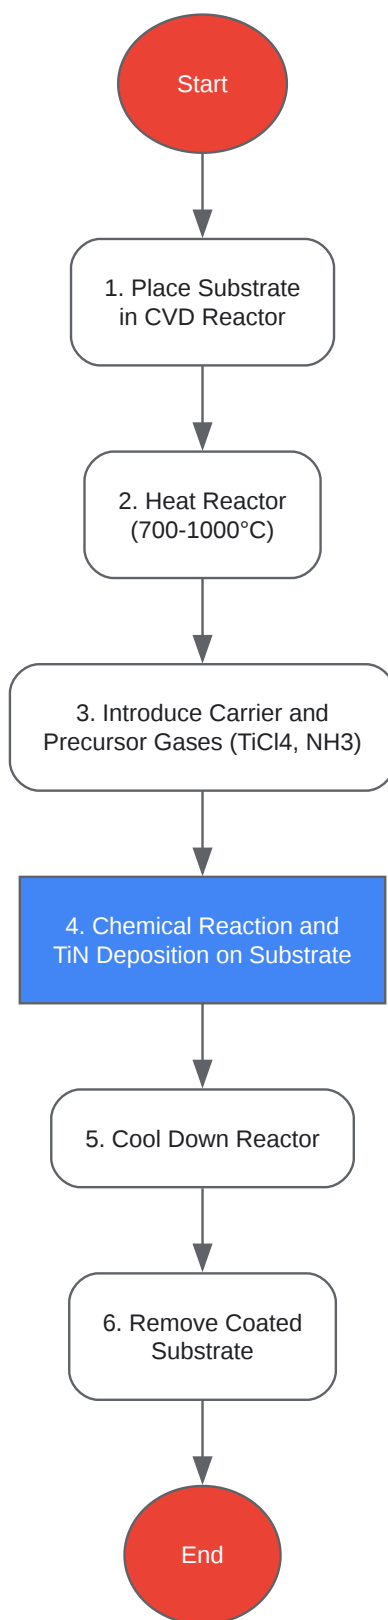 Start
1. Place Substrate
in CVD Reactor
2. Heat Reactor
(700-1000°C)
3. Introduce Carrier and
Precursor Gases (TiCl4, NH3)
4. Chemical Reaction and
TiN Deposition on Substrate
5. Cool Down Reactor
6. Remove Coated
Substrate
End